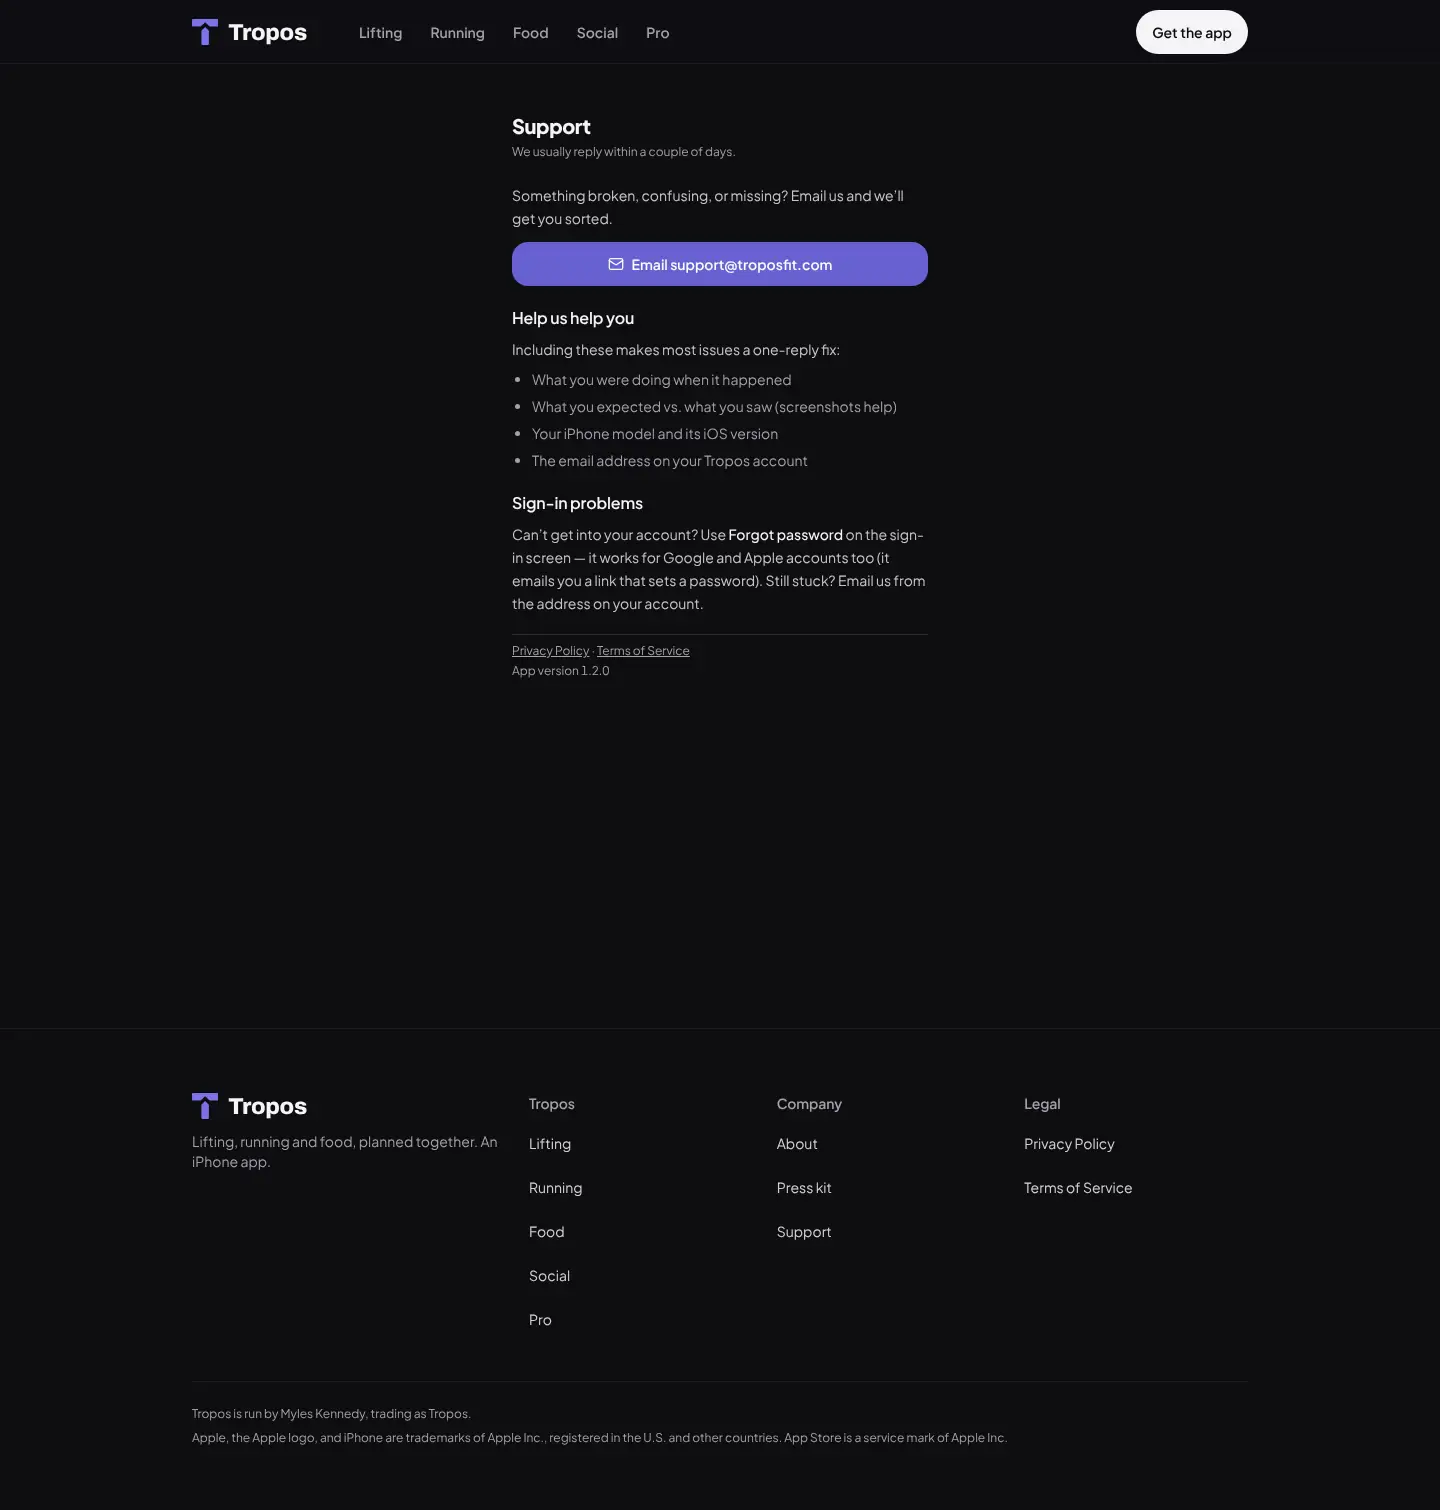 Tropos
Lifting
Running
Food
Social
Pro
Get the app
Support
We usually reply within a couple of days.
Something broken, confusing, or missing? Email us and we’ll
get you sorted.
Email support@troposfit.com
Help us help you
Including these makes most issues a one-reply fix:
• What you were doing when it happened
• What you expected vs. what you saw (screenshots help)
• Your iPhone model and its iOS version
• The email address on your Tropos account
Sign-in problems
Can’t get into your account? Use Forgot password on the sign-
in screen — it works for Google and Apple accounts too (it
emails you a link that sets a password). Still stuck? Email us from
the address on your account.
Privacy Policy · Terms of Service
App version 1.2.0
Tropos
Lifting, running and food, planned together. An
iPhone app.
Tropos
Lifting
Running
Food
Social
Pro
Company
About
Press kit
Support
Legal
Privacy Policy
Terms of Service
Tropos is run by Myles Kennedy, trading as Tropos.
Apple, the Apple logo, and iPhone are trademarks of Apple Inc., registered in the U.S. and other countries. App Store is a service mark of Apple Inc.